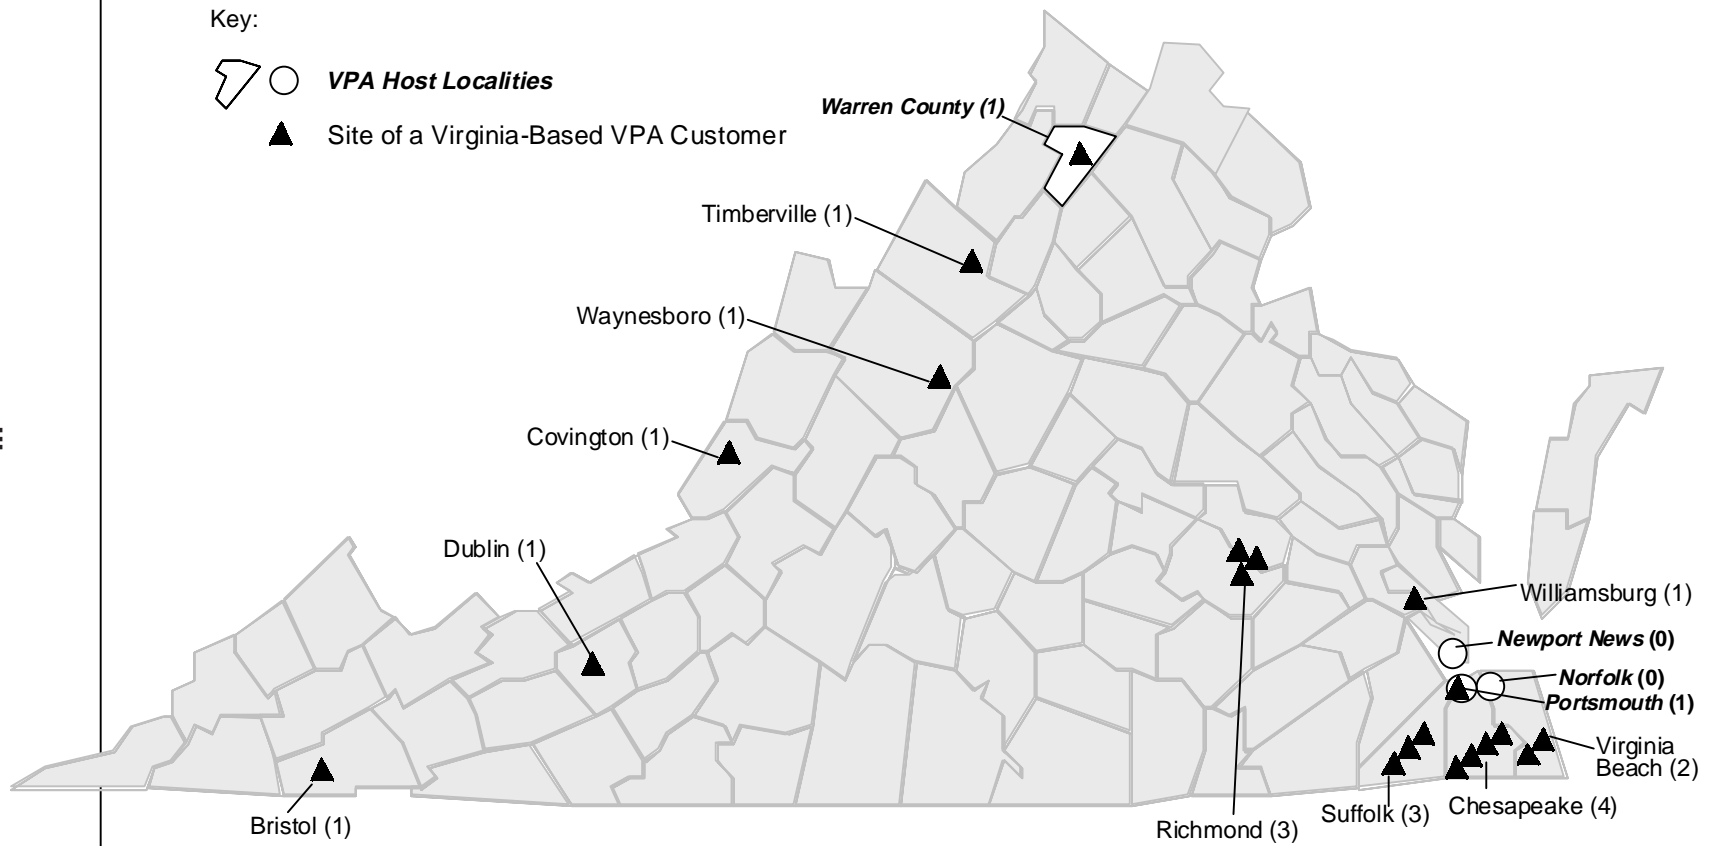 Key:
VPA Host Localities
Site of a Virginia-Based VPA Customer
Warren County (1)
Timberville (1)
Waynesboro (1)
Covington (1)
Dublin (1)
Bristol (1)
Williamsburg (1)
Newport News (0)
Norfolk (0)
Portsmouth (1)
Virginia
Beach (2)
Chesapeake (4)
Suffolk (3)
Richmond (3)